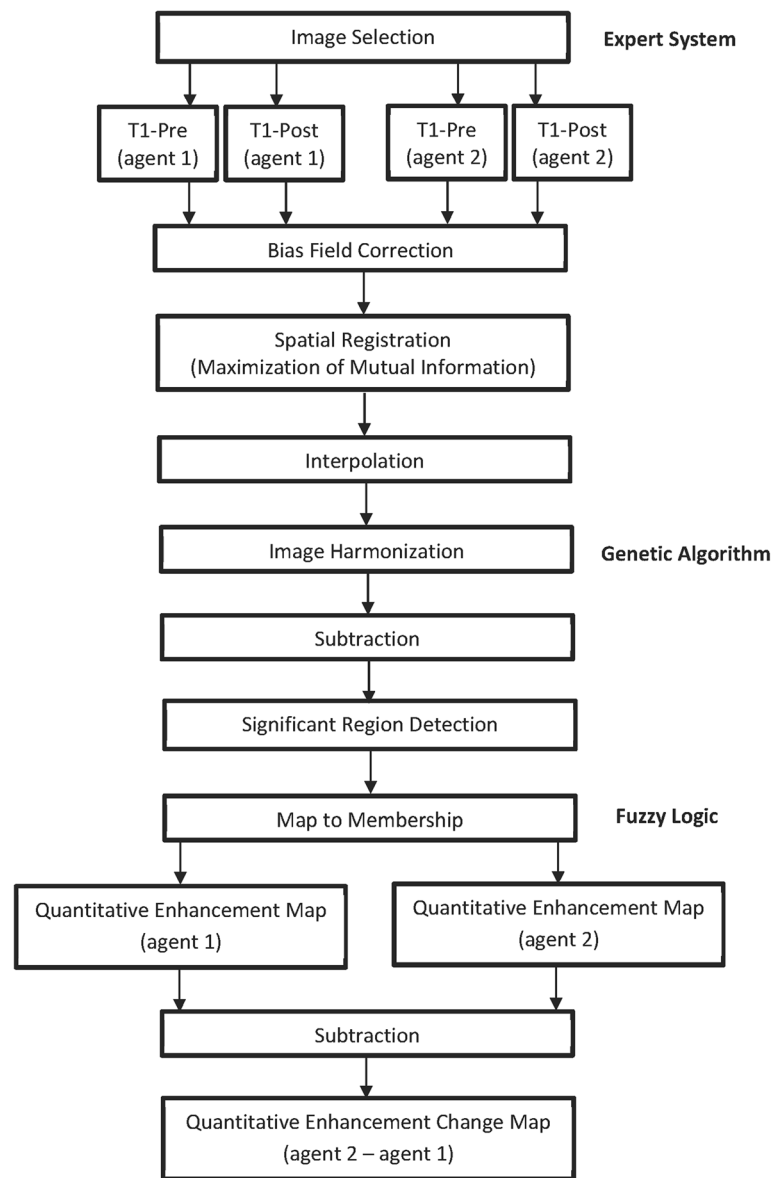 Image Selection
Expert System
T1-Pre
(agent 1)
T1-Post
(agent 1)
T1-Pre
(agent 2)
T1-Post
(agent 2)
Bias Field Correction
Spatial Registration
(Maximization of Mutual Information)
Interpolation
Image Harmonization
Genetic Algorithm
Subtraction
Significant Region Detection
Map to Membership
Fuzzy Logic
Quantitative Enhancement Map
(agent 1)
Quantitative Enhancement Map
(agent 2)
Subtraction
Quantitative Enhancement Change Map
(agent 2 – agent 1)